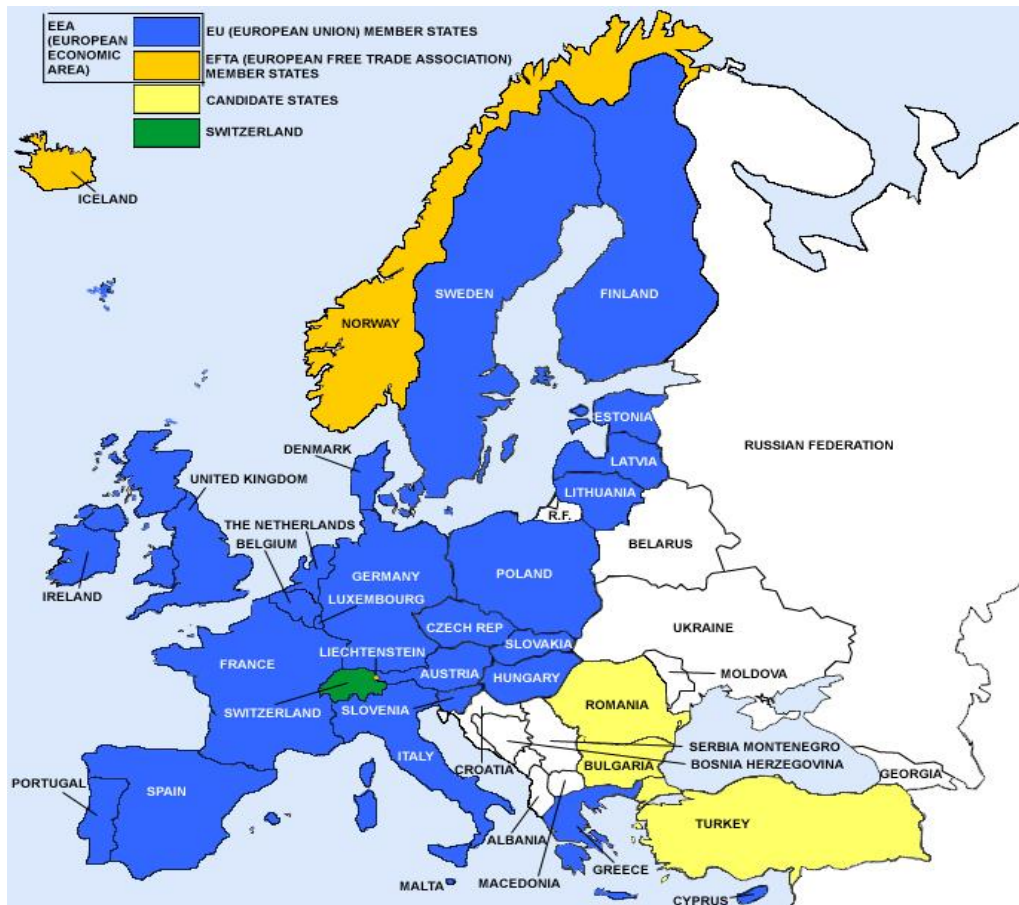 EEA
(EUROPEAN
ECONOMIC
AREA)
EU (EUROPEAN UNION) MEMBER STATES
EFTA (EUROPEAN FREE TRADE ASSOCIATION)
MEMBER STATES
CANDIDATE STATES
SWITZERLAND
ICELAND
SWEDEN
FINLAND
NORWAY
ESTONIA
RUSSIAN FEDERATION
DENMARK
LATVIA
UNITED KINGDOM
LITHUANIA
R.F.
THE NETHERLANDS
BELGIUM
BELARUS
GERMANY
POLAND
IRELAND
LUXEMBOURG
CZECH REP
UKRAINE
SLOVAKIA
LIECHTENSTEIN
FRANCE
AUSTRIA
HUNGARY
MOLDOVA
ROMANIA
SWITZERLAND
SLOVENIA
ITALY
SERBIA MONTENEGRO
BOSNIA HERZEGOVINA
CROATIA
BULGARIA
GEORGIA
PORTUGAL
SPAIN
TURKEY
ALBANIA
GREECE
MALTA
MACEDONIA
CYPRUS